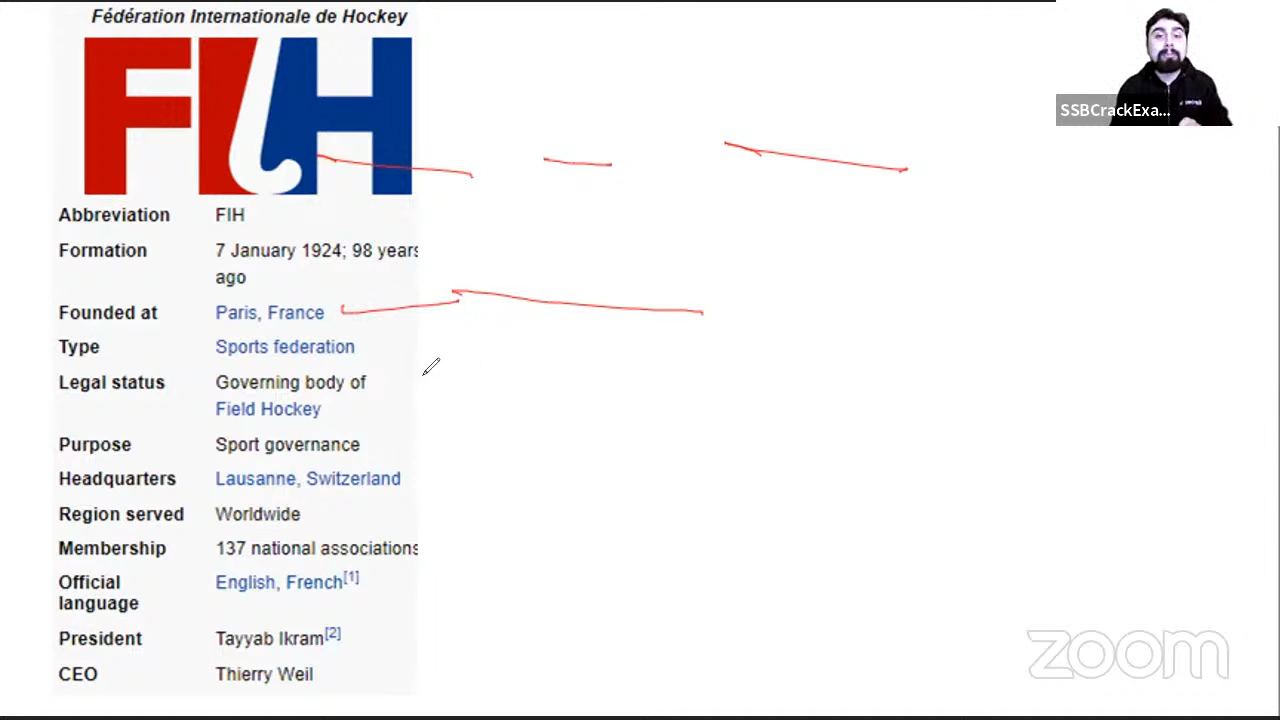 Fédération Internationale de Hockey
FIH
SSBCrackExa...
Abbreviation FIH
Formation 7 January 1924; 98 years
ago
Founded at Paris, France
Type Sports federation
Legal status Governing body of
Field Hockey
Purpose Sport governance
Headquarters Lausanne, Switzerland
Region served Worldwide
Membership 137 national associations
Official English, French[1]
language
President Tayyab Ikram[2]
CEO Thierry Weil
zoom